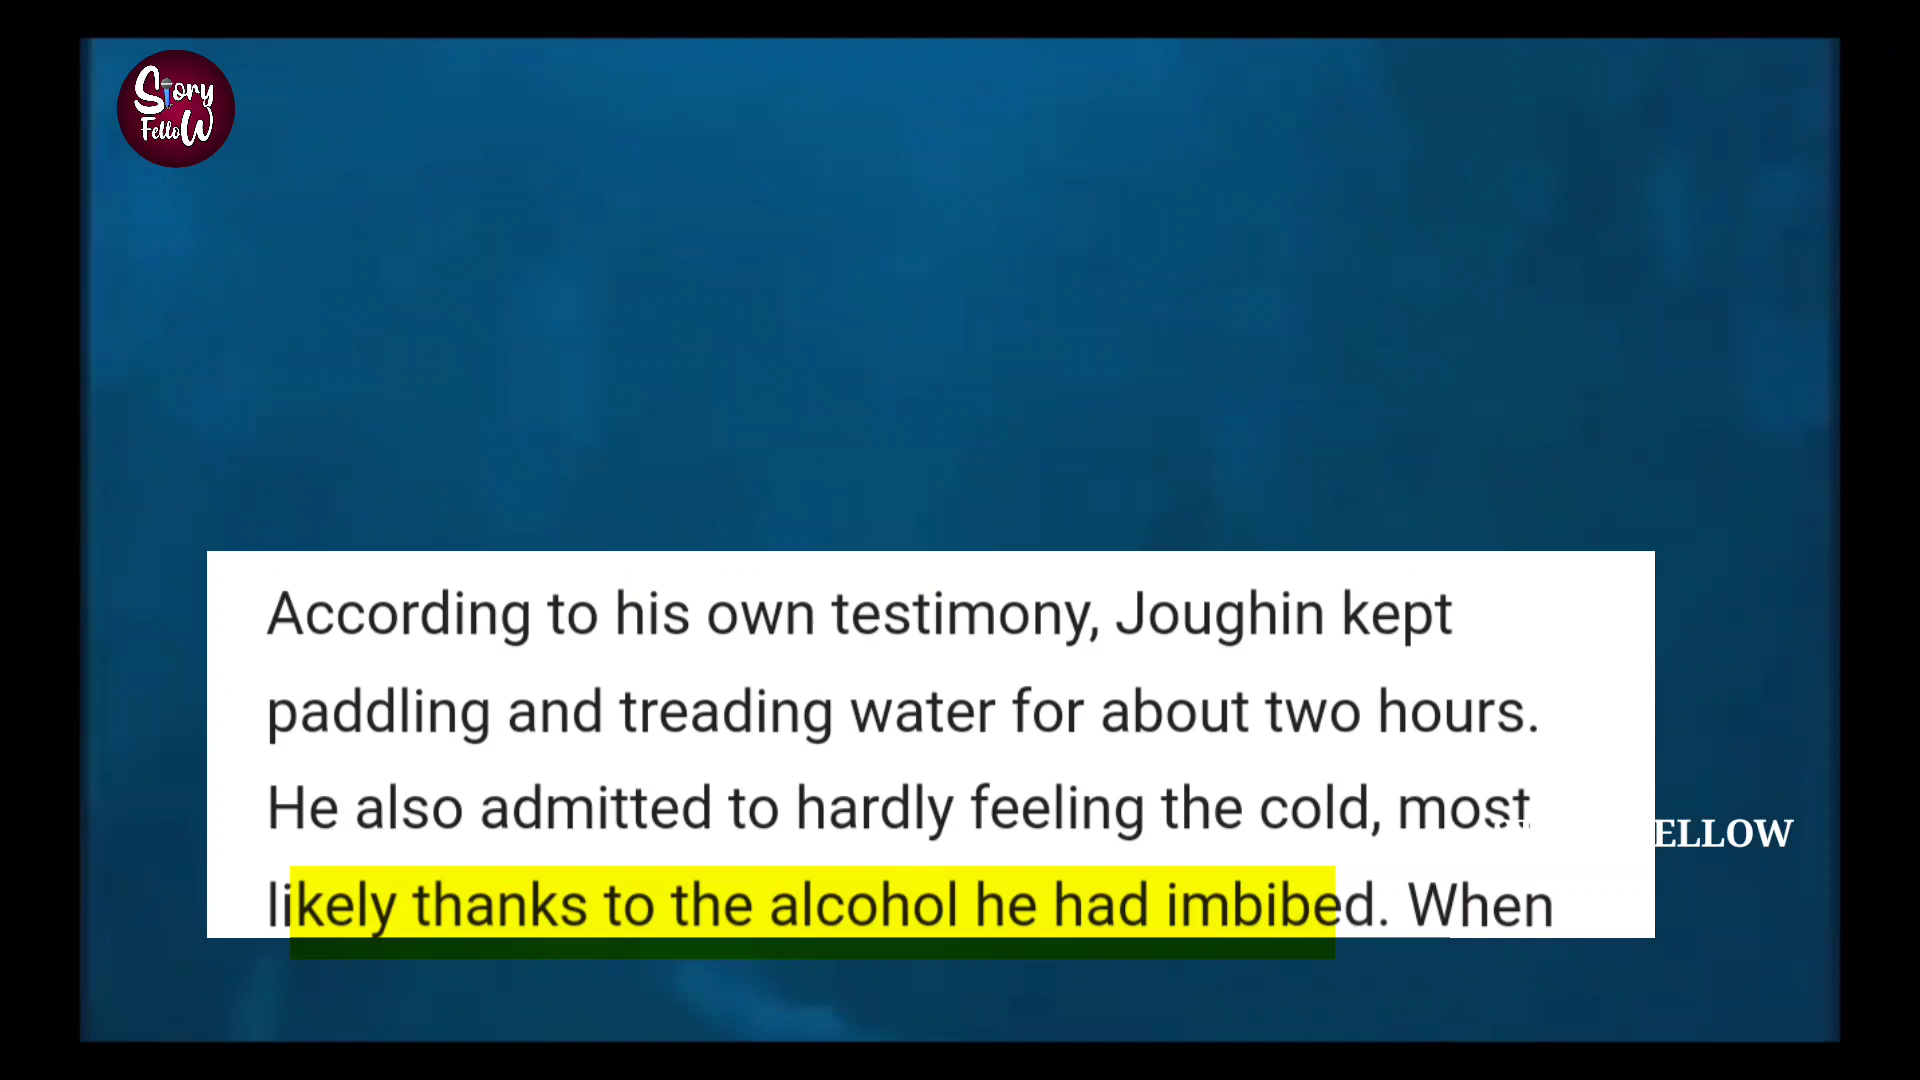 Story
FelloW
According to his own testimony, Joughin kept
paddling and treading water for about two hours.
He also admitted to hardly feeling the cold, most
ELLOW
likely thanks to the alcohol he had imbibed. When